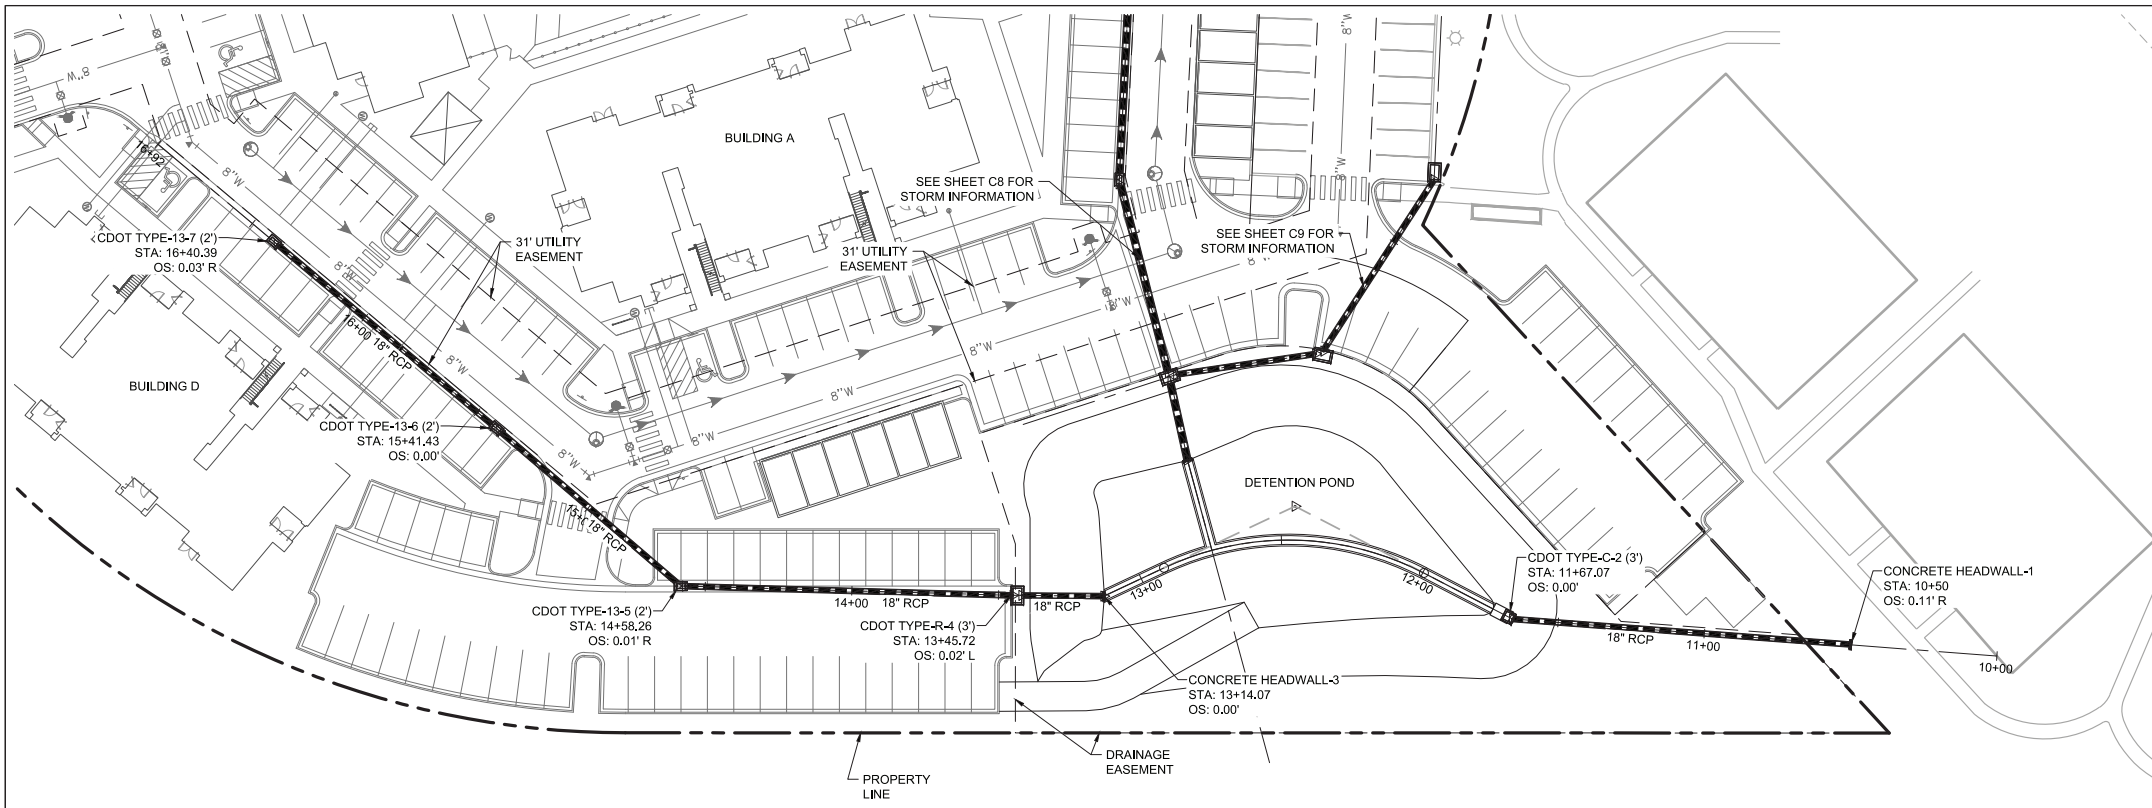 8"W
8"W
8"W
BUILDING A
16+92
8"W
SEE SHEET C8 FOR
STORM INFORMATION
8"W
CDOT TYPE-13-7 (2')
STA: 16+40.39
OS: 0.03' R
31' UTILITY
EASEMENT
31' UTILITY
EASEMENT
SEE SHEET C9 FOR
STORM INFORMATION
8"W
8"W
8"W
16+00
18" RCP
8"W
8"W
BUILDING D
8"W
CDOT TYPE-13-6 (2')
STA: 15+41.43
OS: 0.00'
8"W
8"W
DETENTION POND
18" RCP
CDOT TYPE-C-2 (3')
STA: 11+67.07
OS: 0.00'
CONCRETE HEADWALL-1
STA: 10+50
OS: 0.11' R
12+00
13+00
CDOT TYPE-13-5 (2')
STA: 14+58.26
OS: 0.01' R
14+00
18" RCP
18" RCP
CDOT TYPE-R-4 (3')
STA: 13+45.72
OS: 0.02' L
18" RCP
11+00
10+00
CONCRETE HEADWALL-3
STA: 13+14.07
OS: 0.00'
DRAINAGE
EASEMENT
PROPERTY
LINE